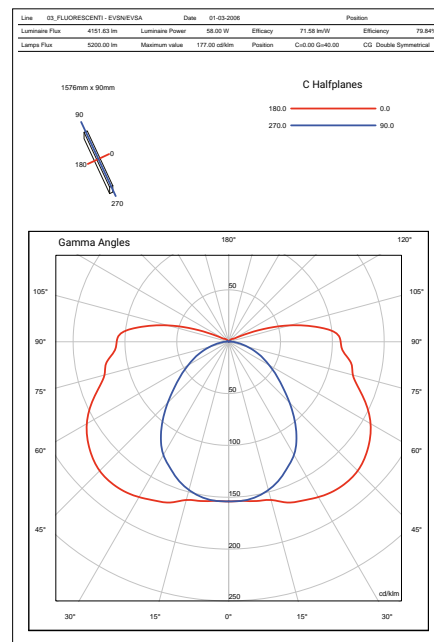 Line 03_FLUORESCENTI - EVSN/EVSA Date 01-03-2006 Position
Luminaire Flux 4151.63 lm Luminaire Power 58.00 W Efficacy 71.58 lm/W Efficiency 79.84%
Lamps Flux 5200.00 lm Maximum value 177.00 cd/klm Position C=0.00 G=40.00 CG Double Symmetrical
1576mm x 90mm
C Halfplanes
180.0 0.0
270.0 90.0
90
0
180
270
Gamma Angles 180° 120°
105° 50 105°
90° 90°
75° 50 75°
60° 100 60°
45° 150 45°
200
250 cd/klm
30° 15° 0° 15° 30°